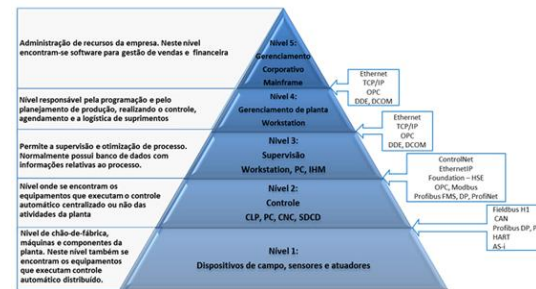 Administração de recursos da empresa. Neste nível
encontram-se software para gestão de vendas e financeira
Nível 5:
Gerenciamento
Corporativo
Mainframe
Ethernet
TCP/IP
OPC
DDE, DCOM
Nível responsável pela programação e pelo
planejamento de produção, realizando o controle,
agendamento e a logística de suprimentos
Nível 4:
Gerenciamento de planta
Workstation
Ethernet
TCP/IP
OPC
DDE, DCOM
Permite a supervisão e otimização de processo.
Normalmente possui banco de dados com
informações relativas ao processo.
Nível 3:
Supervisão
Workstation, PC, IHM
ControlNet
EthernetIP
Foundation – HSE
OPC, Modbus
Profibus FMS, DP, ProfiNet
Nível onde se encontram os
equipamentos que executam o controle
automático centralizado ou não das
atividades da planta
Nível 2:
Controle
CLP, PC, CNC, SDCD
Fieldbus H1
CAN
Profibus DP, P
HART
AS-i
Nível de chão-de-fábrica,
máquinas e componentes da
planta. Neste nível também se
encontram os equipamentos
que executam controle
automático distribuído.
Nível 1:
Dispositivos de campo, sensores e atuadores